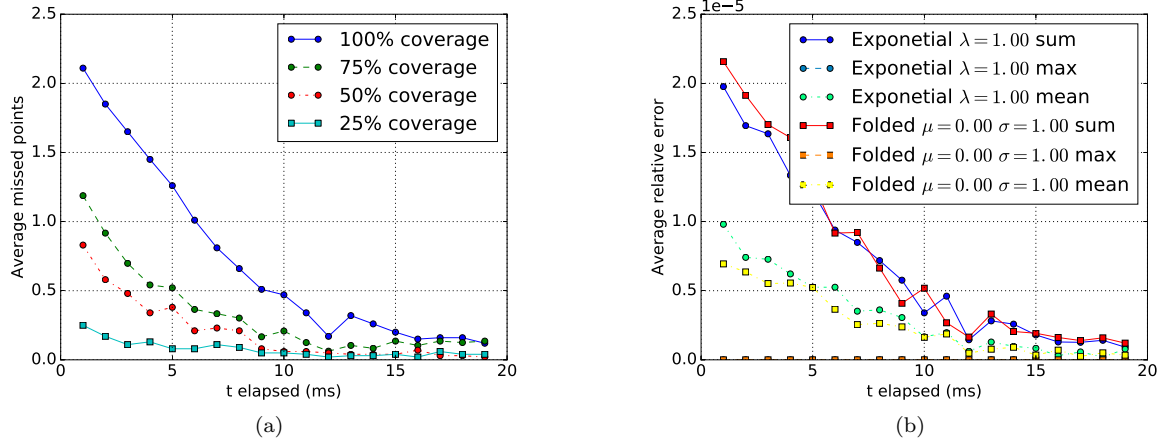 2.5
2.0
1.5
1.0
0.5
0.0
0
5
10
15
20
Average missed points
t elapsed (ms)
100% coverage
75% coverage
50% coverage
25% coverage
(a)
1e−5
2.5
2.0
1.5
1.0
0.5
0.0
0
5
10
15
20
Average relative error
t elapsed (ms)
Exponetial λ = 1.00 sum
Exponetial λ = 1.00 max
Exponetial λ = 1.00 mean
Folded μ = 0.00 σ = 1.00 sum
Folded μ = 0.00 σ = 1.00 max
Folded μ = 0.00 σ = 1.00 mean
(b)